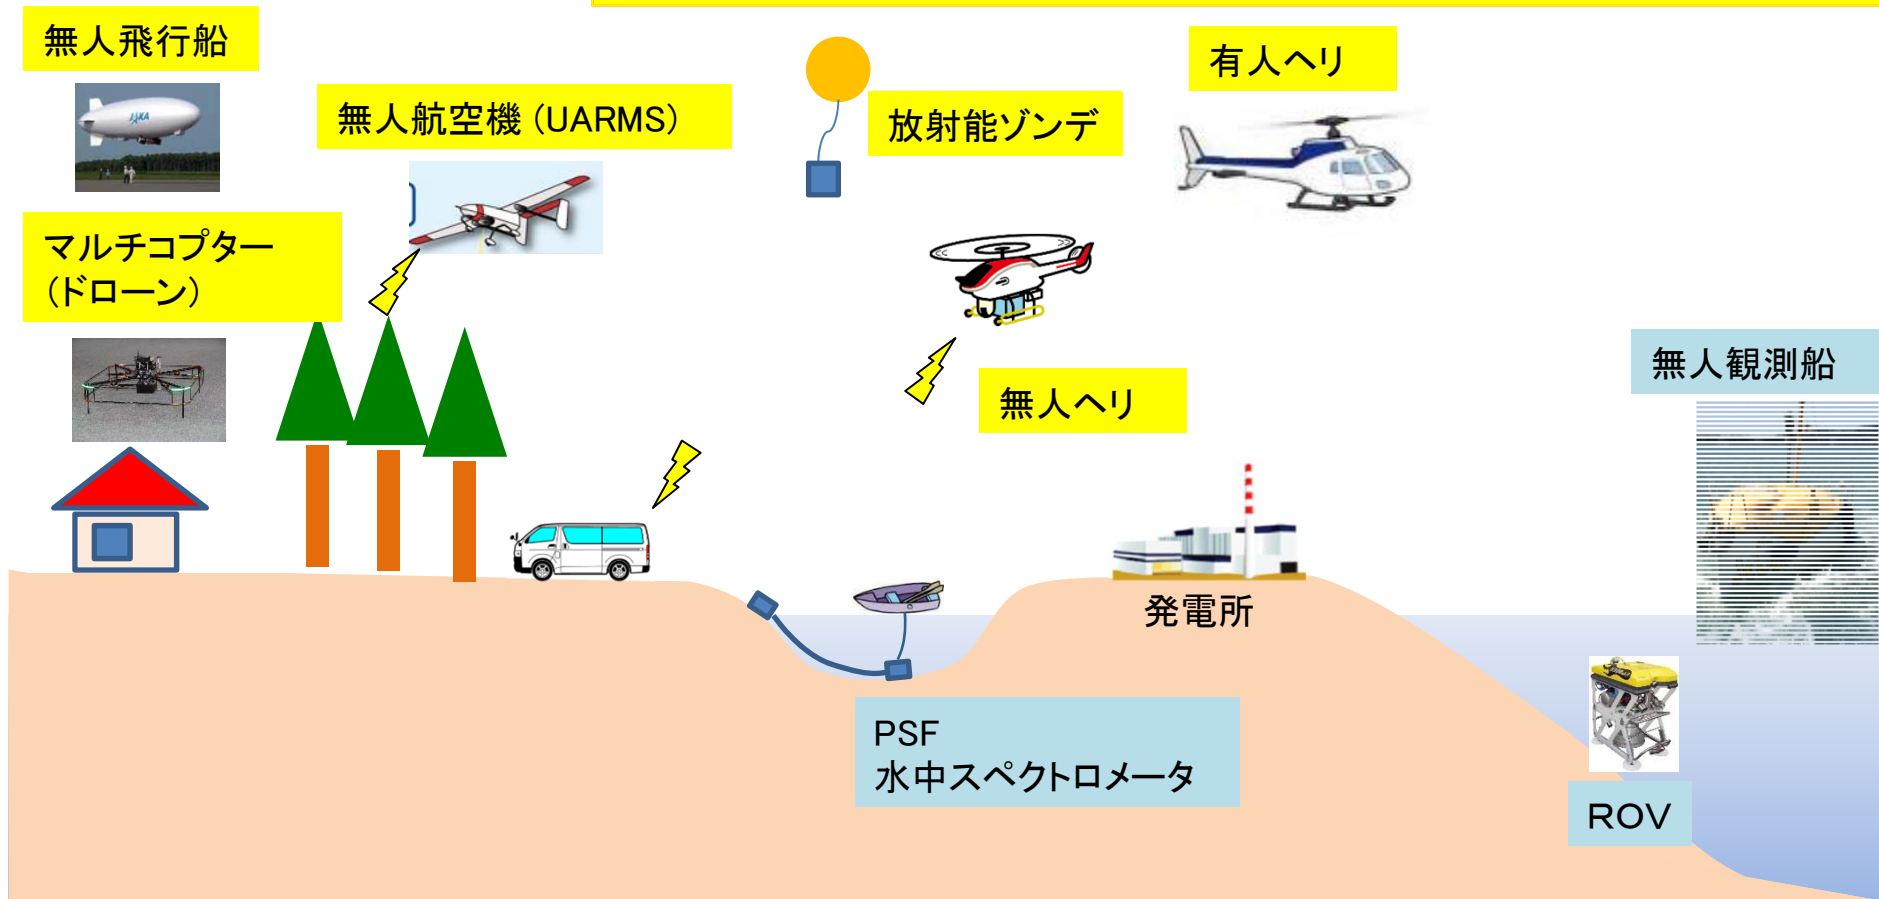 無人飛行船
有人ヘリ
無人航空機 (UARMS)
放射能ゾンデ
JAXA
マルチコプター
(ドローン)
無人観測船
無人ヘリ
発電所
PSF
水中スペクトロメータ
ROV